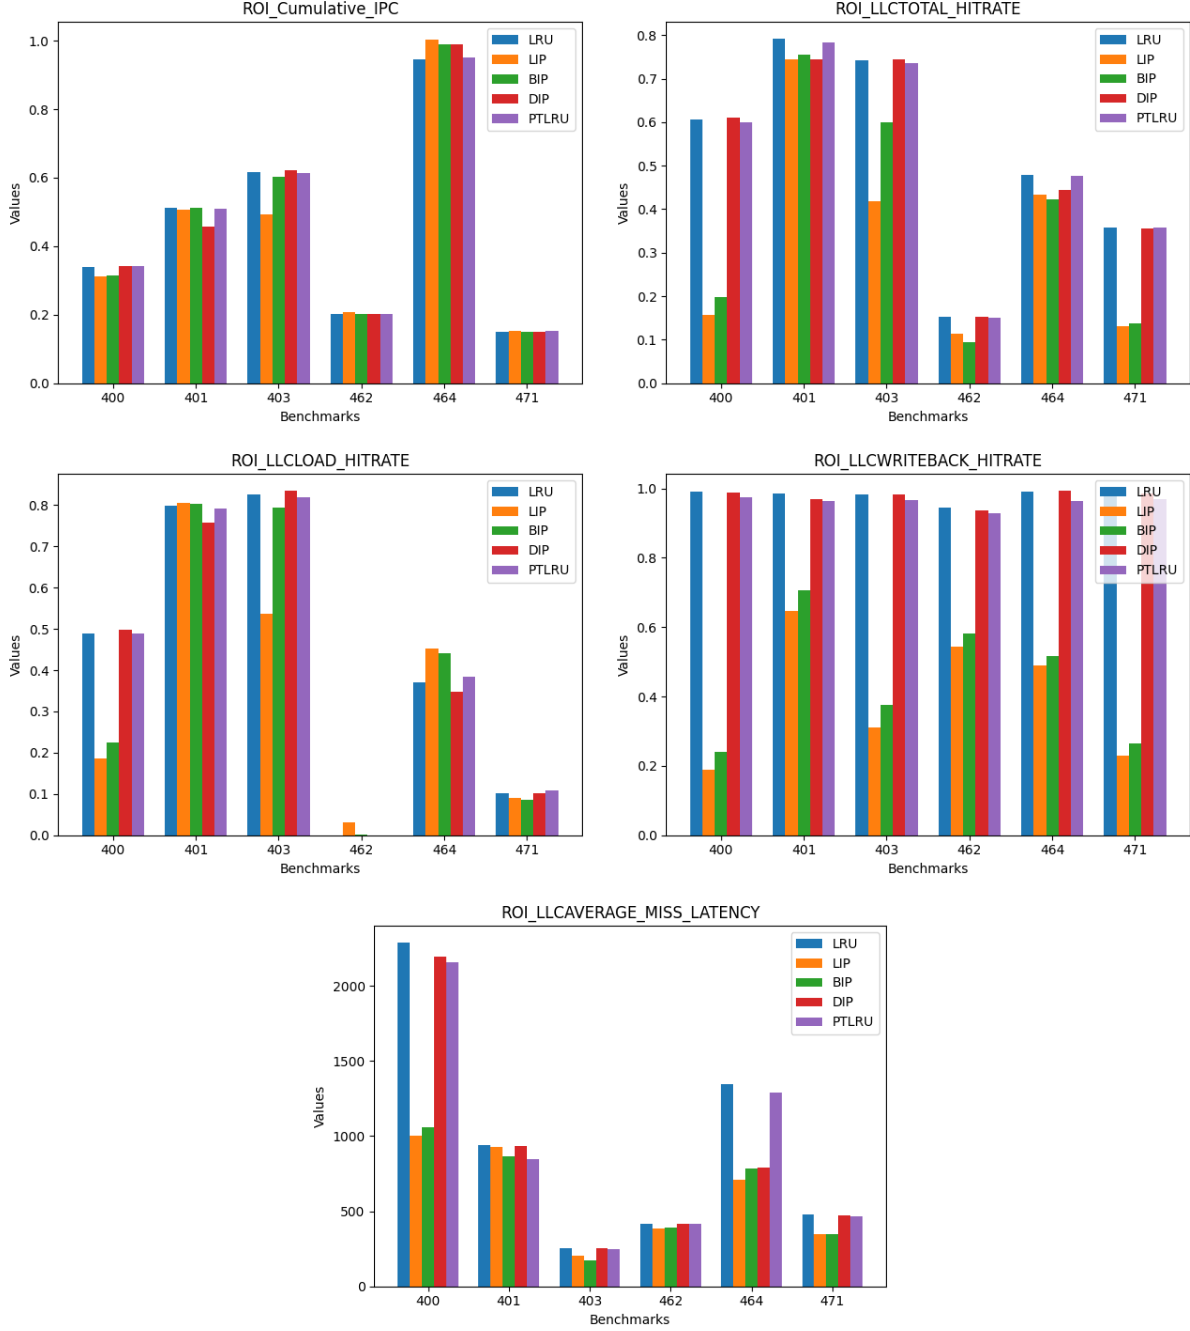 ROI_Cumulative_IPC
1.0
0.8
0.6
0.4
0.2
0.0
Values
LRU
LIP
BIP
DIP
PTLRU
400 401 403 462 464 471
Benchmarks
ROI_LLCTOTAL_HITRATE
0.8
0.7
0.6
0.5
0.4
0.3
0.2
0.1
0.0
Values
LRU
LIP
BIP
DIP
PTLRU
400 401 403 462 464 471
Benchmarks
ROI_LLCLOAD_HITRATE
0.8
0.7
0.6
0.5
0.4
0.3
0.2
0.1
0.0
Values
LRU
LIP
BIP
DIP
PTLRU
400 401 403 462 464 471
Benchmarks
ROI_LLCWRITEBACK_HITRATE
1.0
0.8
0.6
0.4
0.2
0.0
Values
LRU
LIP
BIP
DIP
PTLRU
400 401 403 462 464 471
Benchmarks
ROI_LLCAVERAGE_MISS_LATENCY
2000
1500
1000
500
0
Values
LRU
LIP
BIP
DIP
PTLRU
400 401 403 462 464 471
Benchmarks